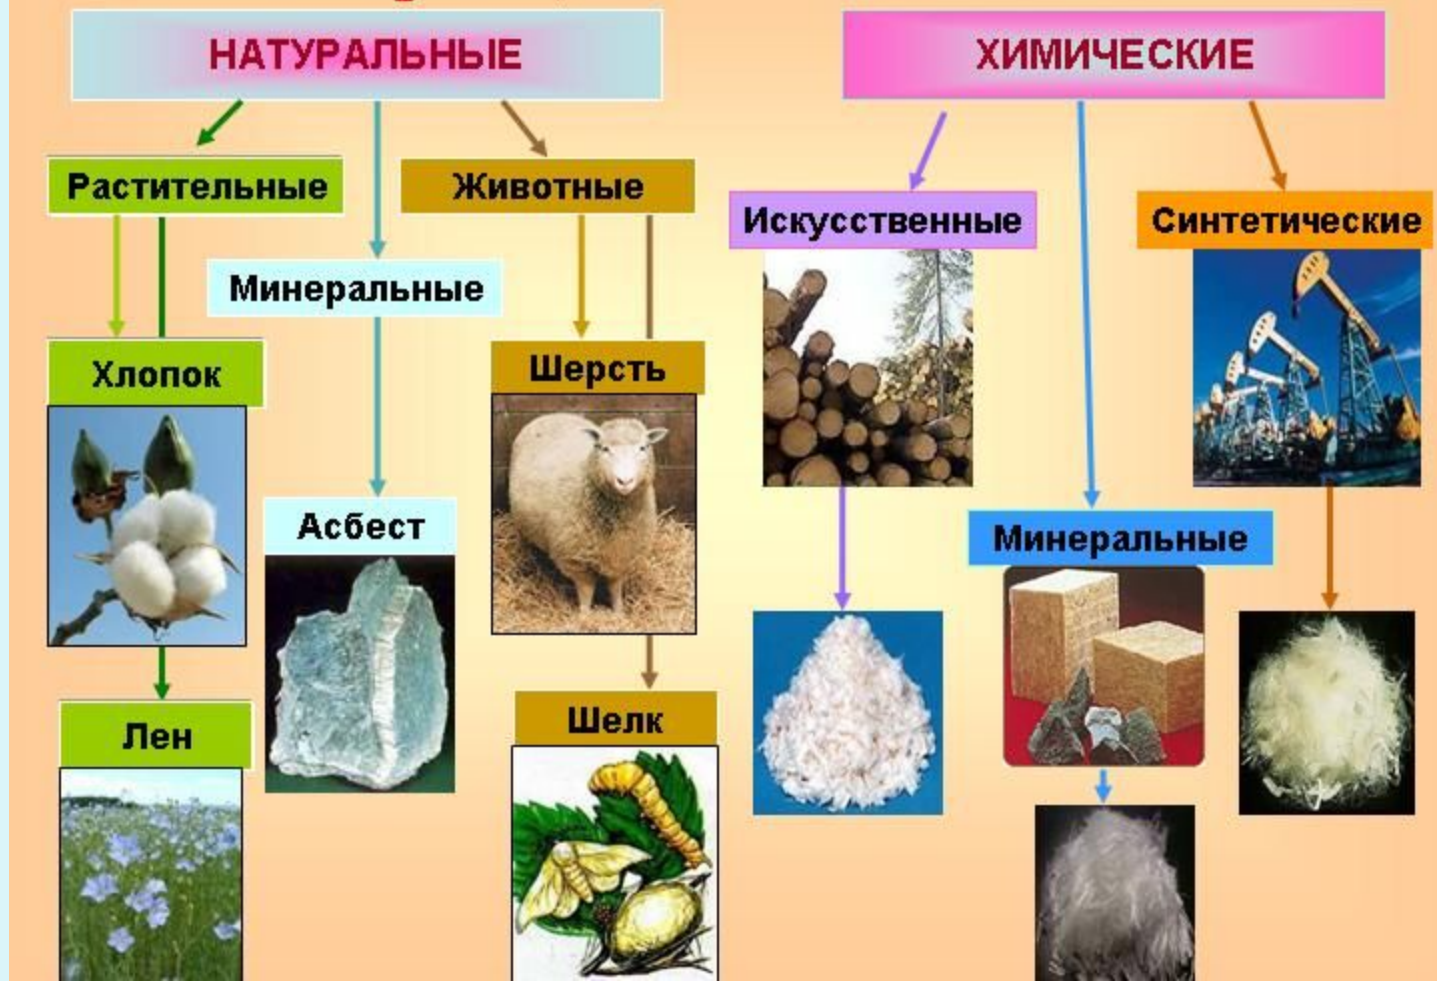 НАТУРАЛЬНЫЕ
ХИМИЧЕСКИЕ
Растительные
Животные
Искусственные
Синтетические
Минеральные
Хлопок
Шерсть
Асбест
Минеральные
Лен
Шелк